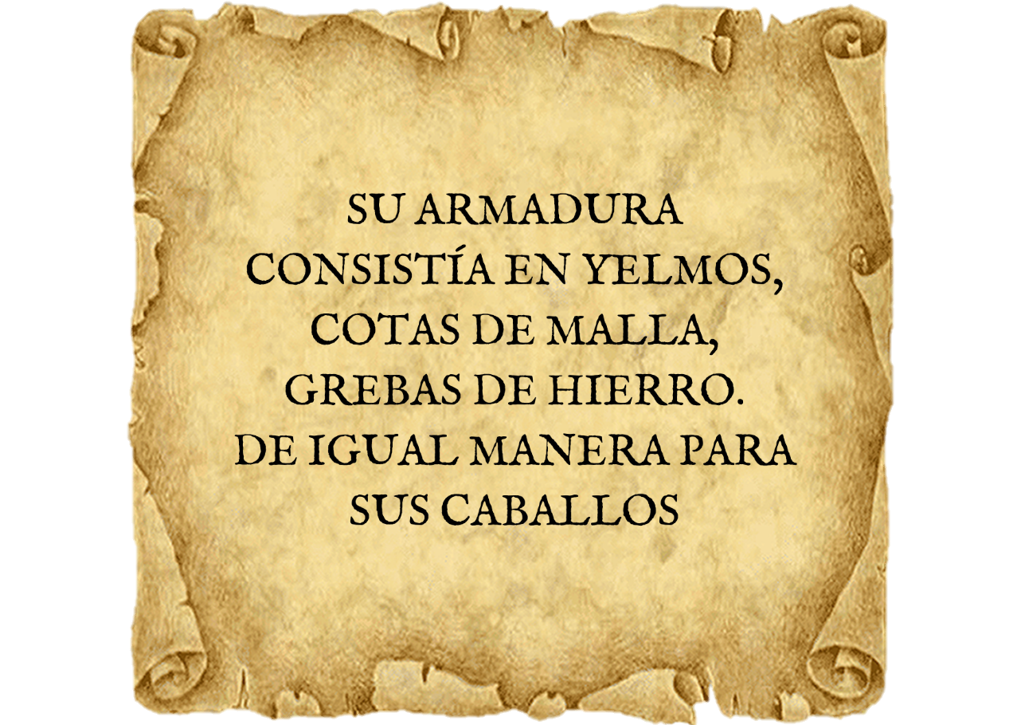 SU ARMADURA
CONSISTÍA EN YELMOS,
COTAS DE MALLA,
GREBAS DE HIERRO.
DE IGUAL MANERA PARA
SUS CABALLOS